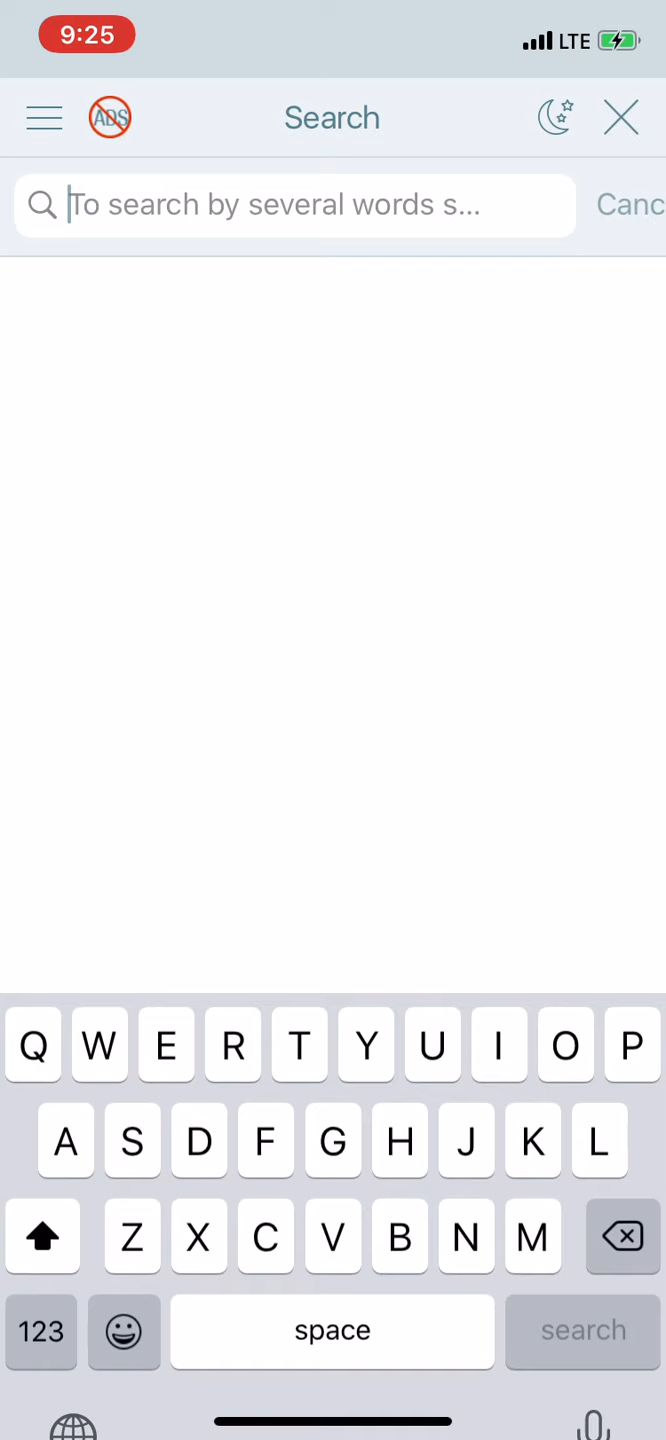 9:25 LTE
ADS Search
To search by several words s... Canc
Q W E R T Y U I O P
A S D F G H J K L
Z X C V B N M
123 space search